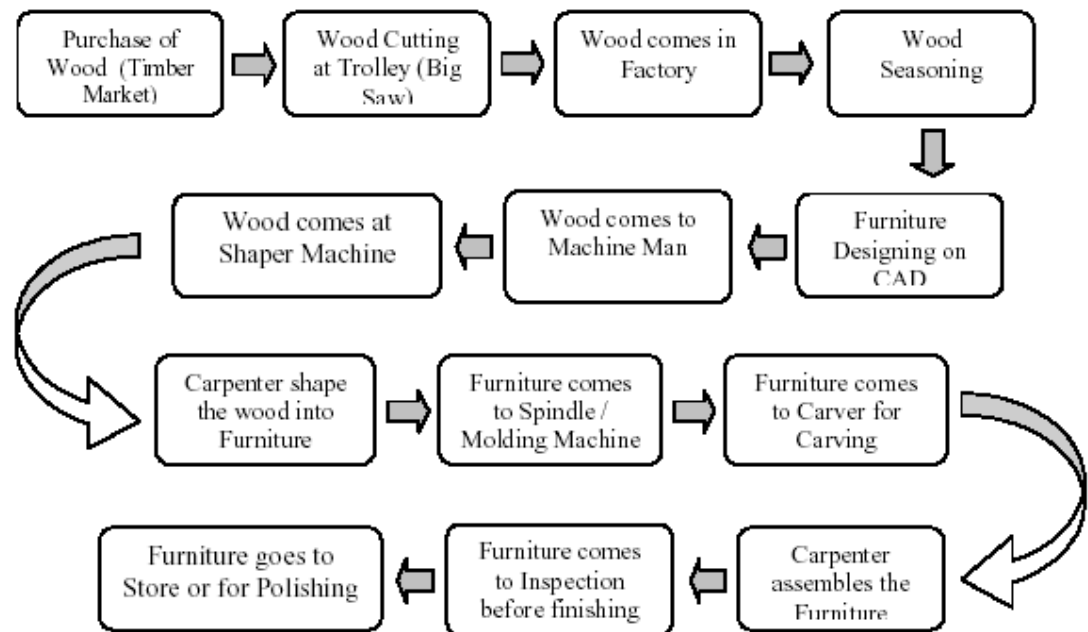 Purchase of
Wood (Timber
Market)
Wood Cutting
at Trolley (Big
Saw)
Wood comes in
Factory
Wood
Seasoning
Furniture
Designing on
CAD
Wood comes to
Machine Man
Wood comes at
Shaper Machine
Carpenter shape
the wood into
Furniture
Furniture comes
to Spindle /
Molding Machine
Furniture comes
to Carver for
Carving
Carpenter
assembles the
Furniture
Furniture comes
to Inspection
before finishing
Furniture goes to
Store or for Polishing